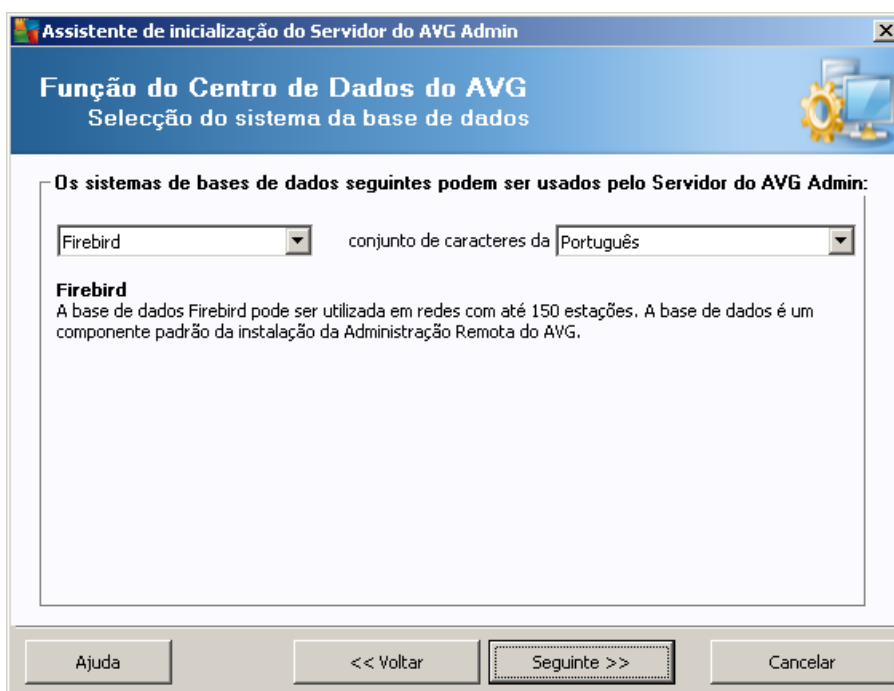 Assistente de inicialização do Servidor do AVG Admin
Função do Centro de Dados do AVG
Selecção do sistema da base de dados
Os sistemas de bases de dados seguintes podem ser usados pelo Servidor do AVG Admin:
Firebird conjunto de caracteres da Português
Firebird
A base de dados Firebird pode ser utilizada em redes com até 150 estações. A base de dados é um
componente padrão da instalação da Administração Remota do AVG.
Ajuda << Voltar Seguinte >> Cancelar